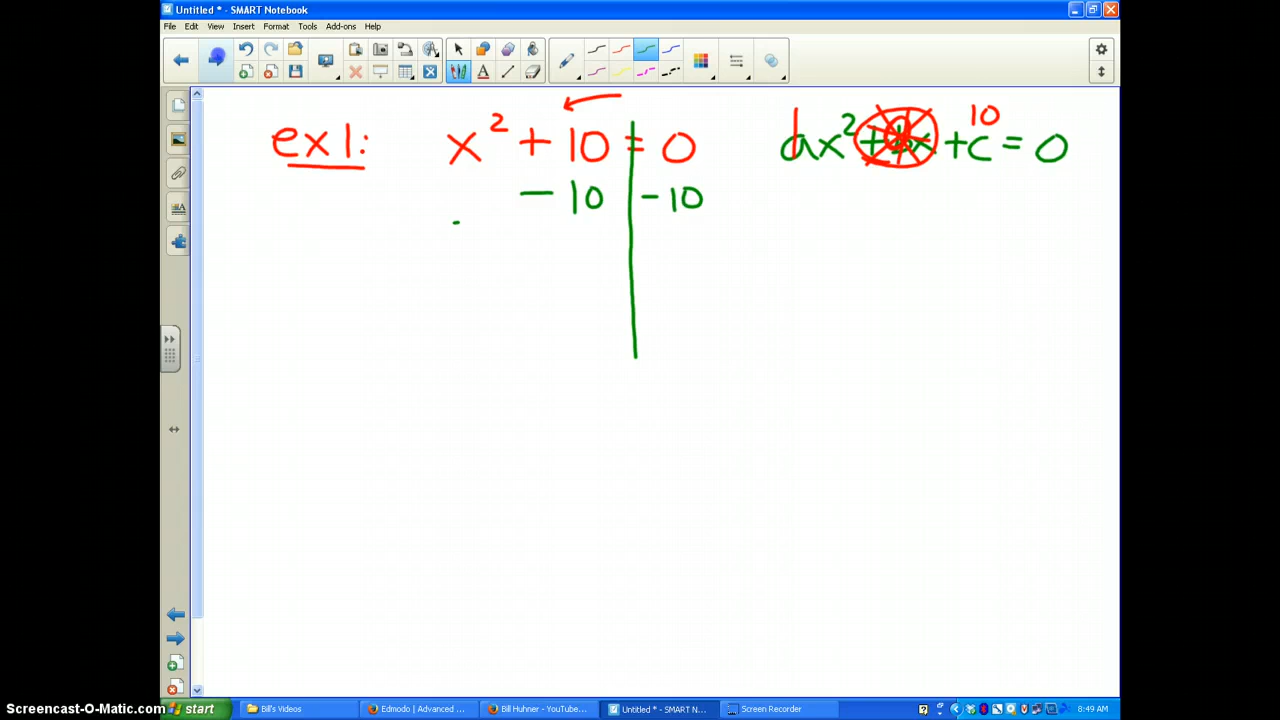 Untitled * - SMART Notebook
File Edit View Insert Format Tools Add-ons Help
ex1: x² + 10 = 0
10
ax² + bx + c = 0
- 10 - 10
Screencast-O-Matic.com
start Bill's Videos Edmodo | Advanced ... Bill Huhner - YouTube... Untitled * - SMART N... Screen Recorder 8:49 AM